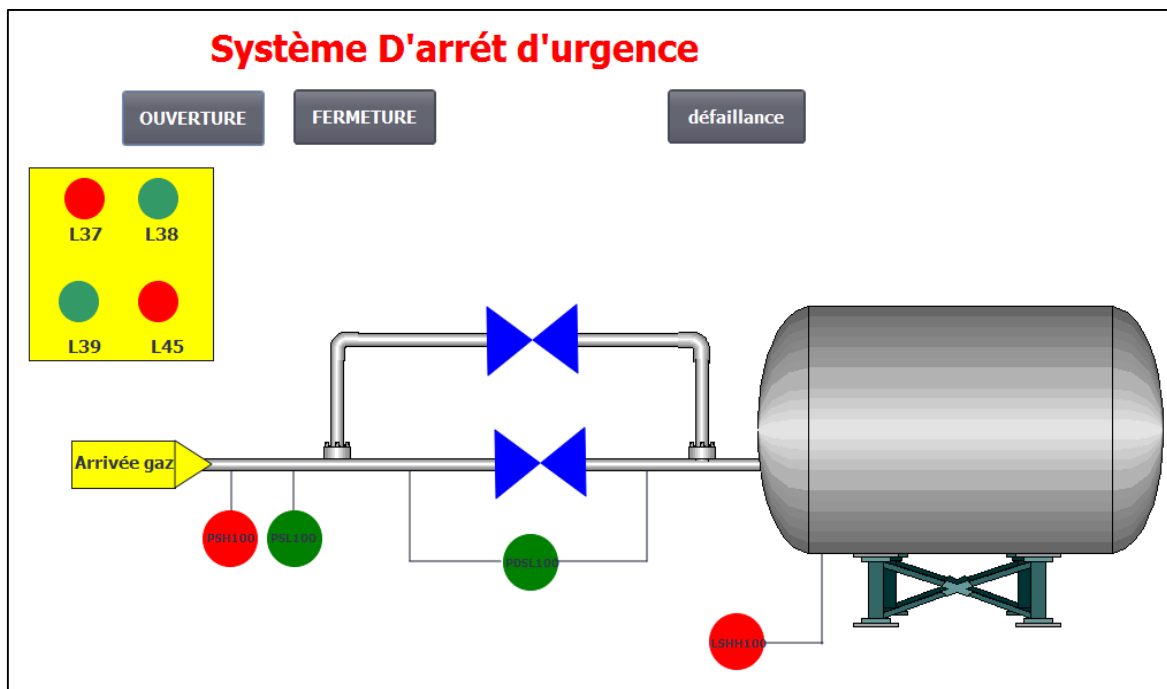 Système D'arrét d'urgence
OUVERTURE
FERMETURE
défaillance
L37
L38
L39
L45
Arrivée gaz
PSH100
PSL100
PDSL100
LSHH100